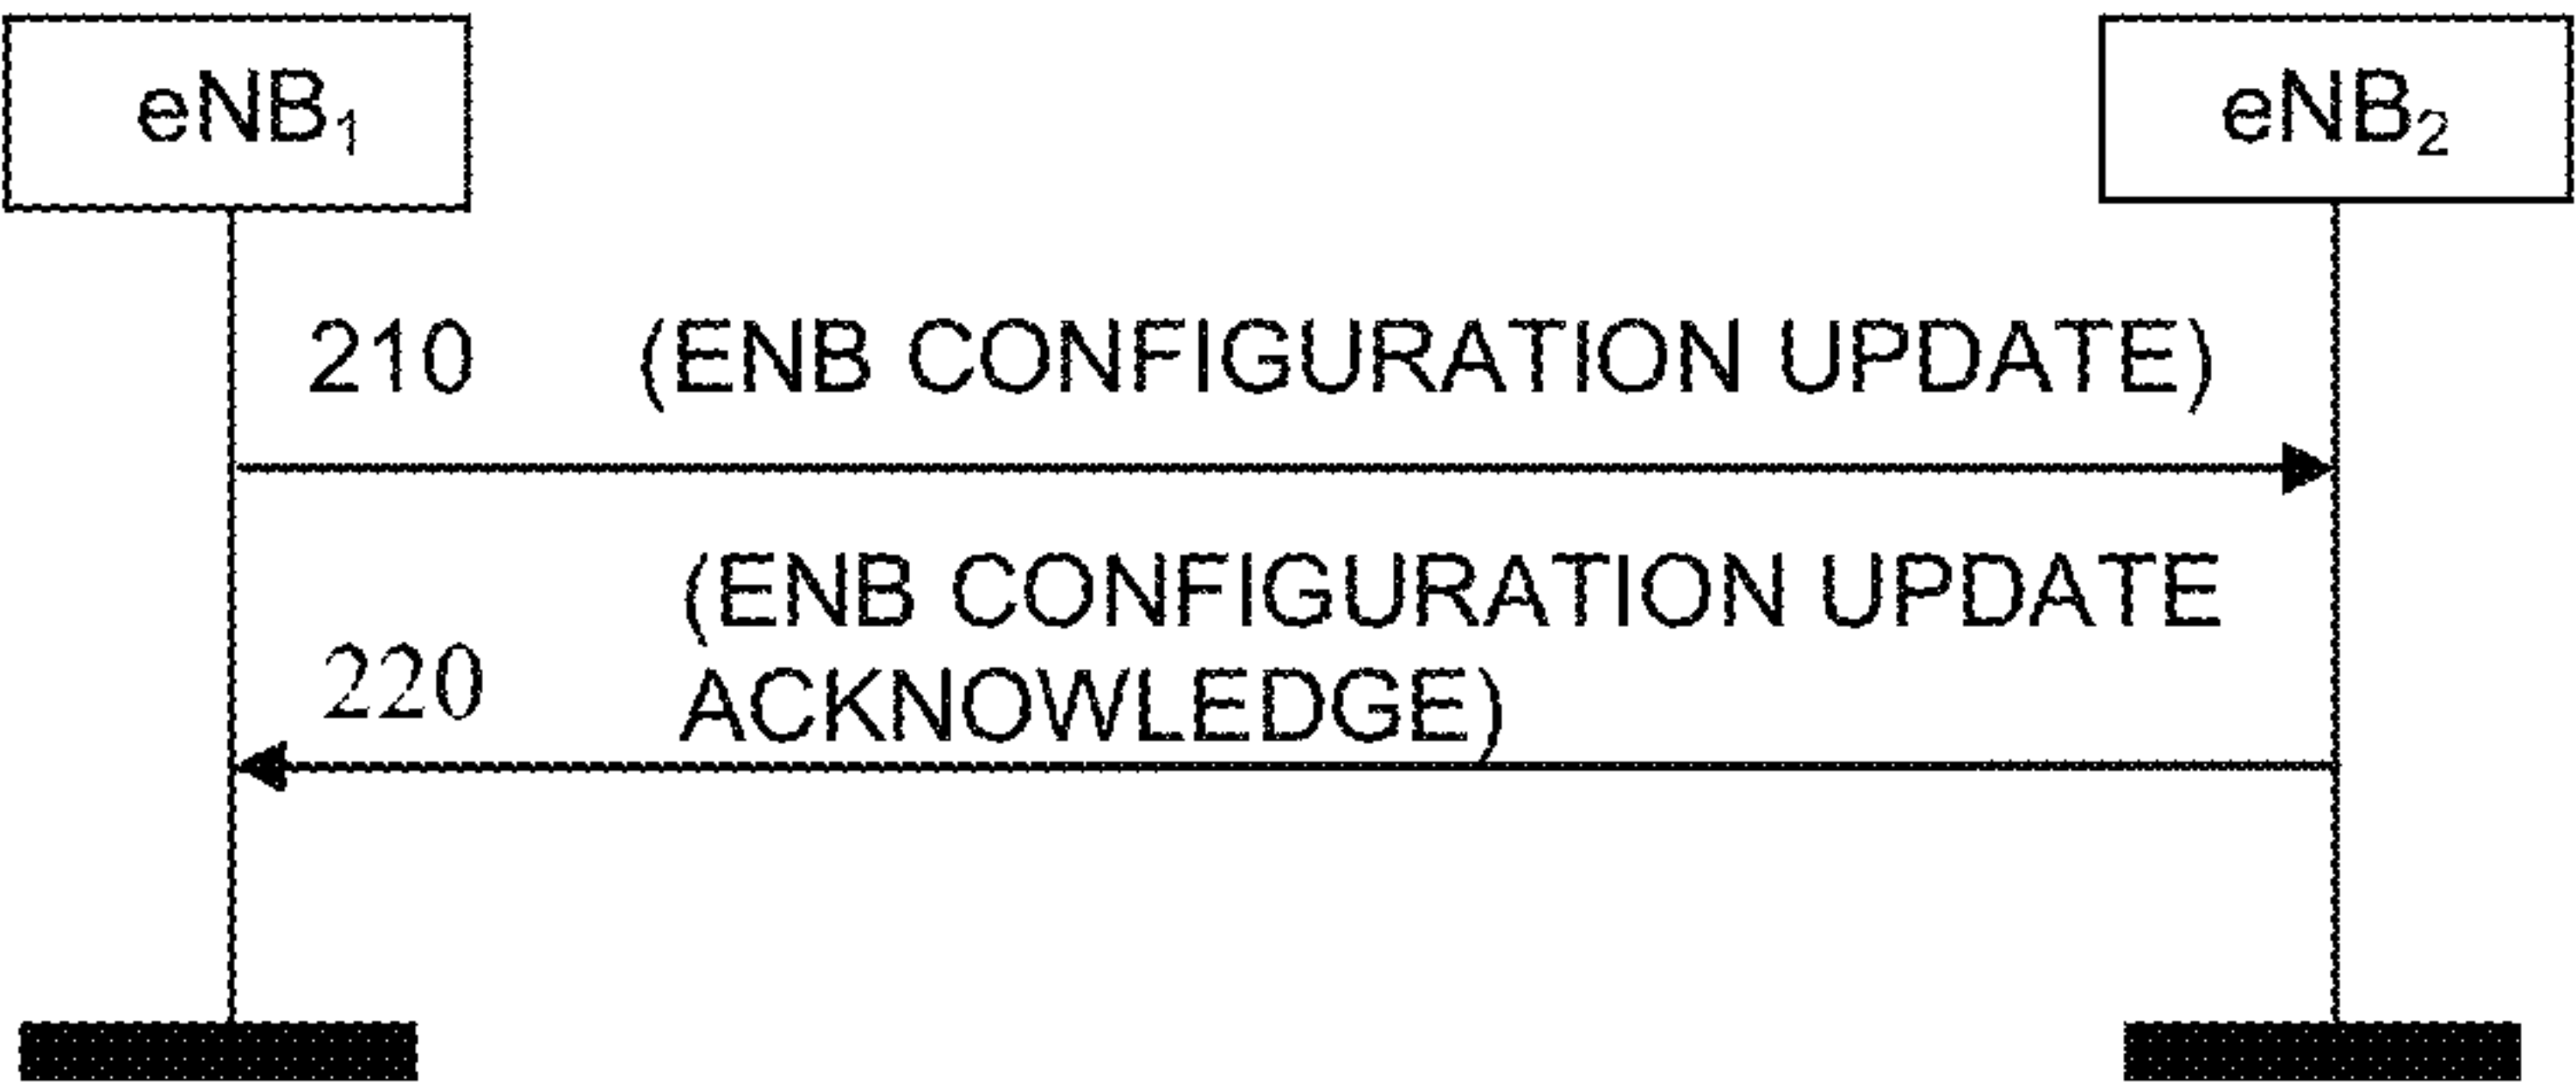 eNB₁
eNB₂
210 (ENB CONFIGURATION UPDATE)
(ENB CONFIGURATION UPDATE
220 ACKNOWLEDGE)